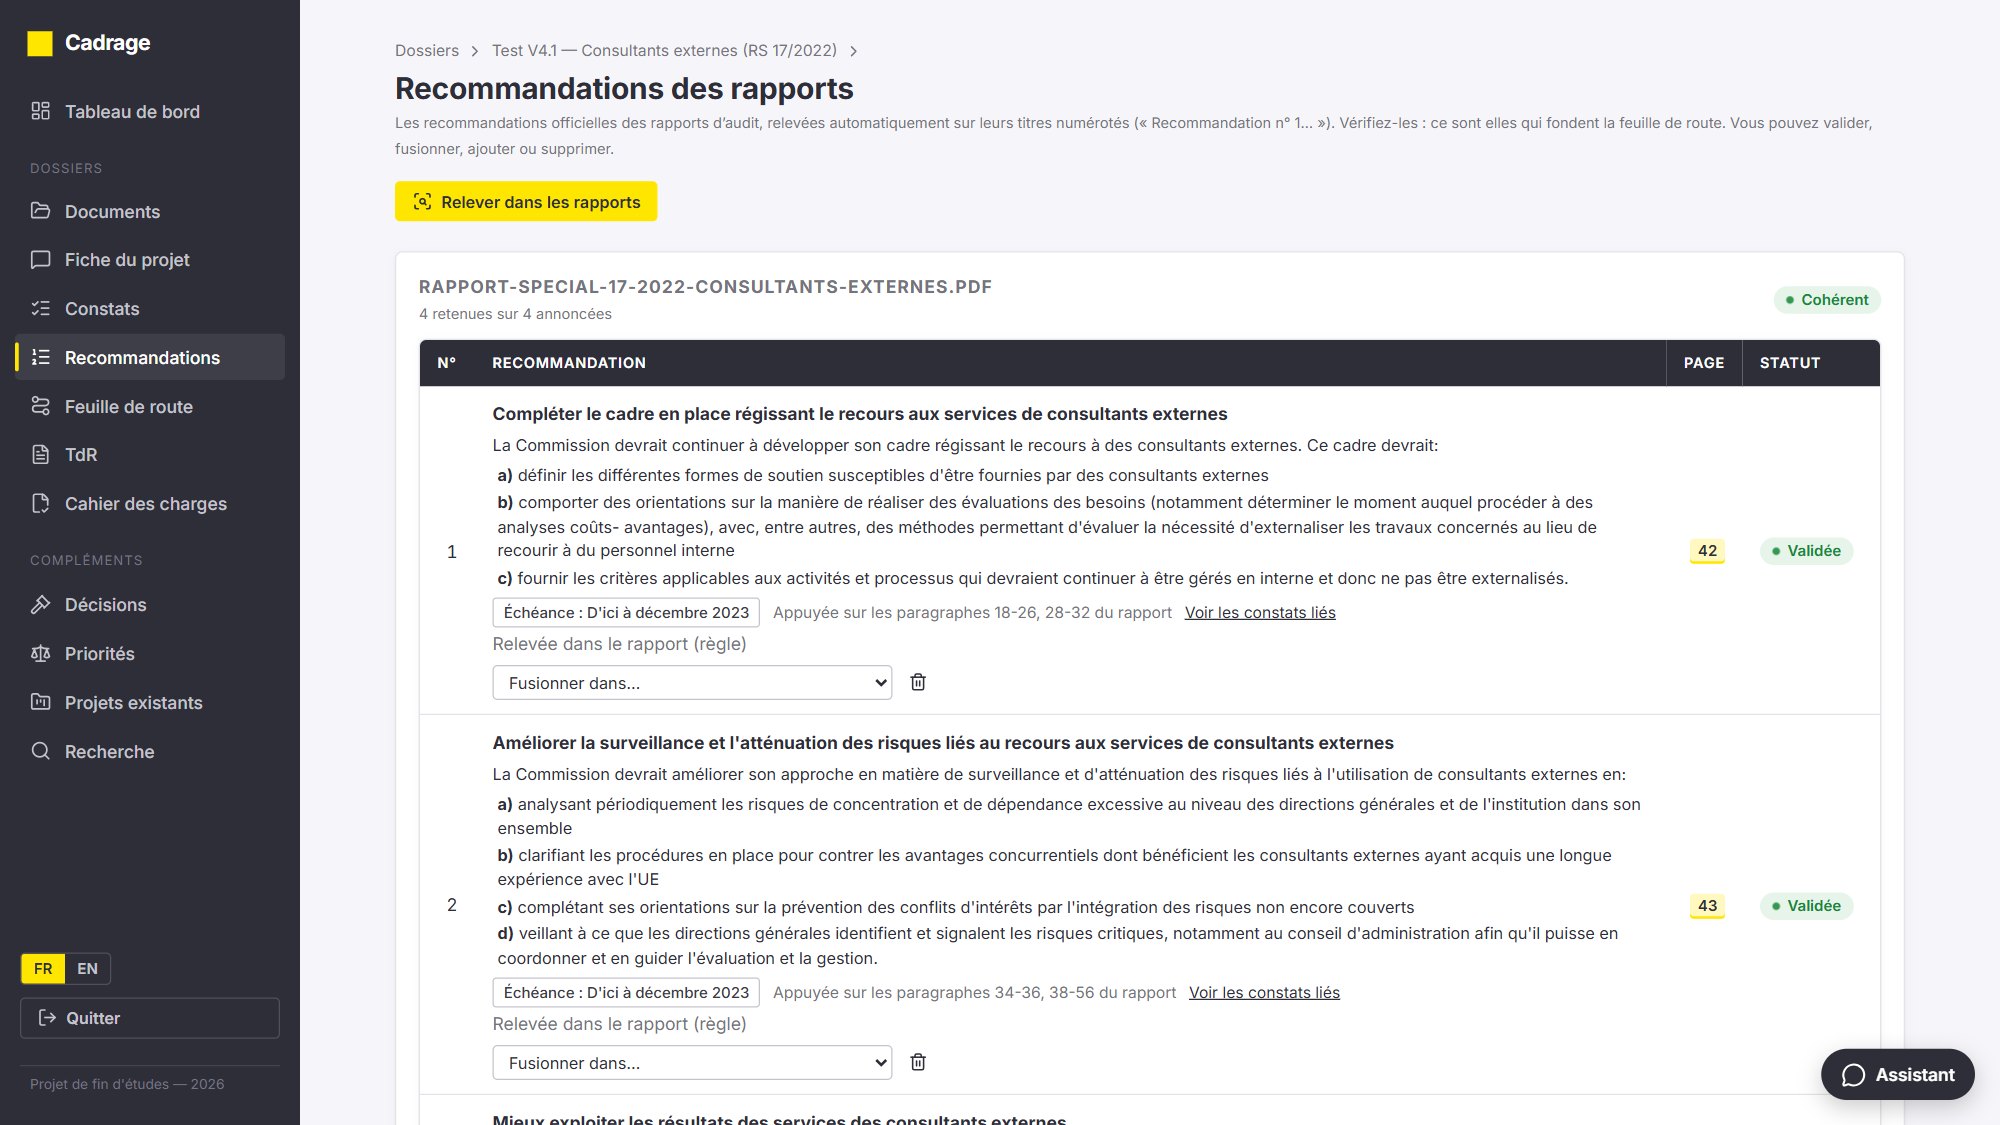 Cadrage
Tableau de bord
DOSSIERS
Documents
Fiche du projet
Constats
Recommandations
Feuille de route
TdR
Cahier des charges
COMPLÉMENTS
Décisions
Priorités
Projets existants
Recherche
FR EN
Quitter
Projet de fin d'études — 2026
Dossiers > Test V4.1 — Consultants externes (RS 17/2022) >
Recommandations des rapports
Les recommandations officielles des rapports d'audit, relevées automatiquement sur leurs titres numérotés (« Recommandation n° 1... »). Vérifiez-les : ce sont elles qui fondent la feuille de route. Vous pouvez valider,
fusionner, ajouter ou supprimer.
Relever dans les rapports
RAPPORT-SPECIAL-17-2022-CONSULTANTS-EXTERNES.PDF
4 retenues sur 4 annoncées
Cohérent
N° RECOMMANDATION PAGE STATUT
Compléter le cadre en place régissant le recours aux services de consultants externes
La Commission devrait continuer à développer son cadre régissant le recours à des consultants externes. Ce cadre devrait:
a) définir les différentes formes de soutien susceptibles d'être fournies par des consultants externes
b) comporter des orientations sur la manière de réaliser des évaluations des besoins (notamment déterminer le moment auquel procéder à des
analyses coûts- avantages), avec, entre autres, des méthodes permettant d'évaluer la nécessité d'externaliser les travaux concernés au lieu de
recourir à du personnel interne
1 42 Validée
c) fournir les critères applicables aux activités et processus qui devraient continuer à être gérés en interne et donc ne pas être externalisés.
Échéance : D'ici à décembre 2023 Appuyée sur les paragraphes 18-26, 28-32 du rapport Voir les constats liés
Relevée dans le rapport (règle)
Fusionner dans...
Améliorer la surveillance et l'atténuation des risques liés au recours aux services de consultants externes
La Commission devrait améliorer son approche en matière de surveillance et d'atténuation des risques liés à l'utilisation de consultants externes en:
a) analysant périodiquement les risques de concentration et de dépendance excessive au niveau des directions générales et de l'institution dans son
ensemble
b) clarifiant les procédures en place pour contrer les avantages concurrentiels dont bénéficient les consultants externes ayant acquis une longue
expérience avec l'UE
2 43 Validée
c) complétant ses orientations sur la prévention des conflits d'intérêts par l'intégration des risques non encore couverts
d) veillant à ce que les directions générales identifient et signalent les risques critiques, notamment au conseil d'administration afin qu'il puisse en
coordonner et en guider l'évaluation et la gestion.
Échéance : D'ici à décembre 2023 Appuyée sur les paragraphes 34-36, 38-56 du rapport Voir les constats liés
Relevée dans le rapport (règle)
Fusionner dans...
Mieux exploiter les résultats des services des consultants externes
Assistant